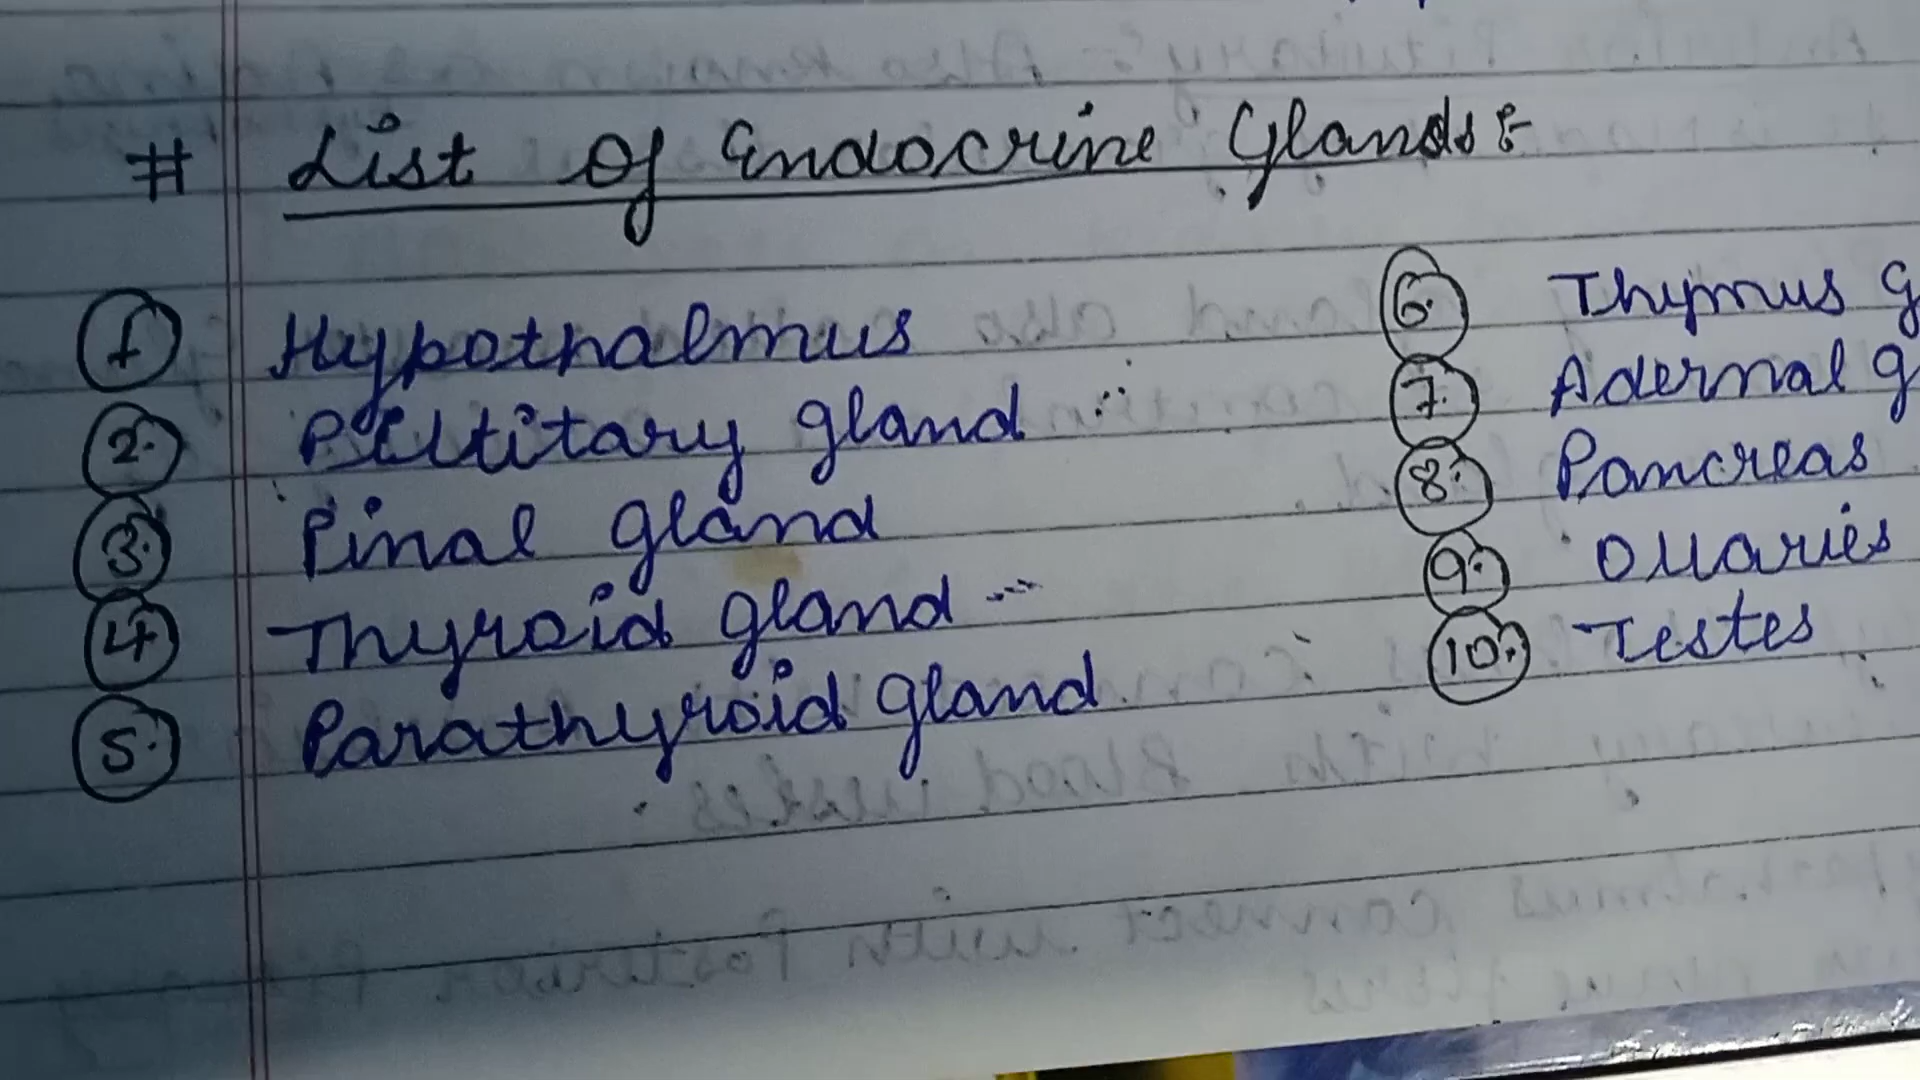 # List Of Endocrine Glands :-
1 Hypothalmus
2. Pitutitary gland
3. Pinal gland
4 Thyroid gland
5. Parathyroid gland
6. Thymus g
7. Adernal g
8. Pancreas
9. Ovaries
10. Testes